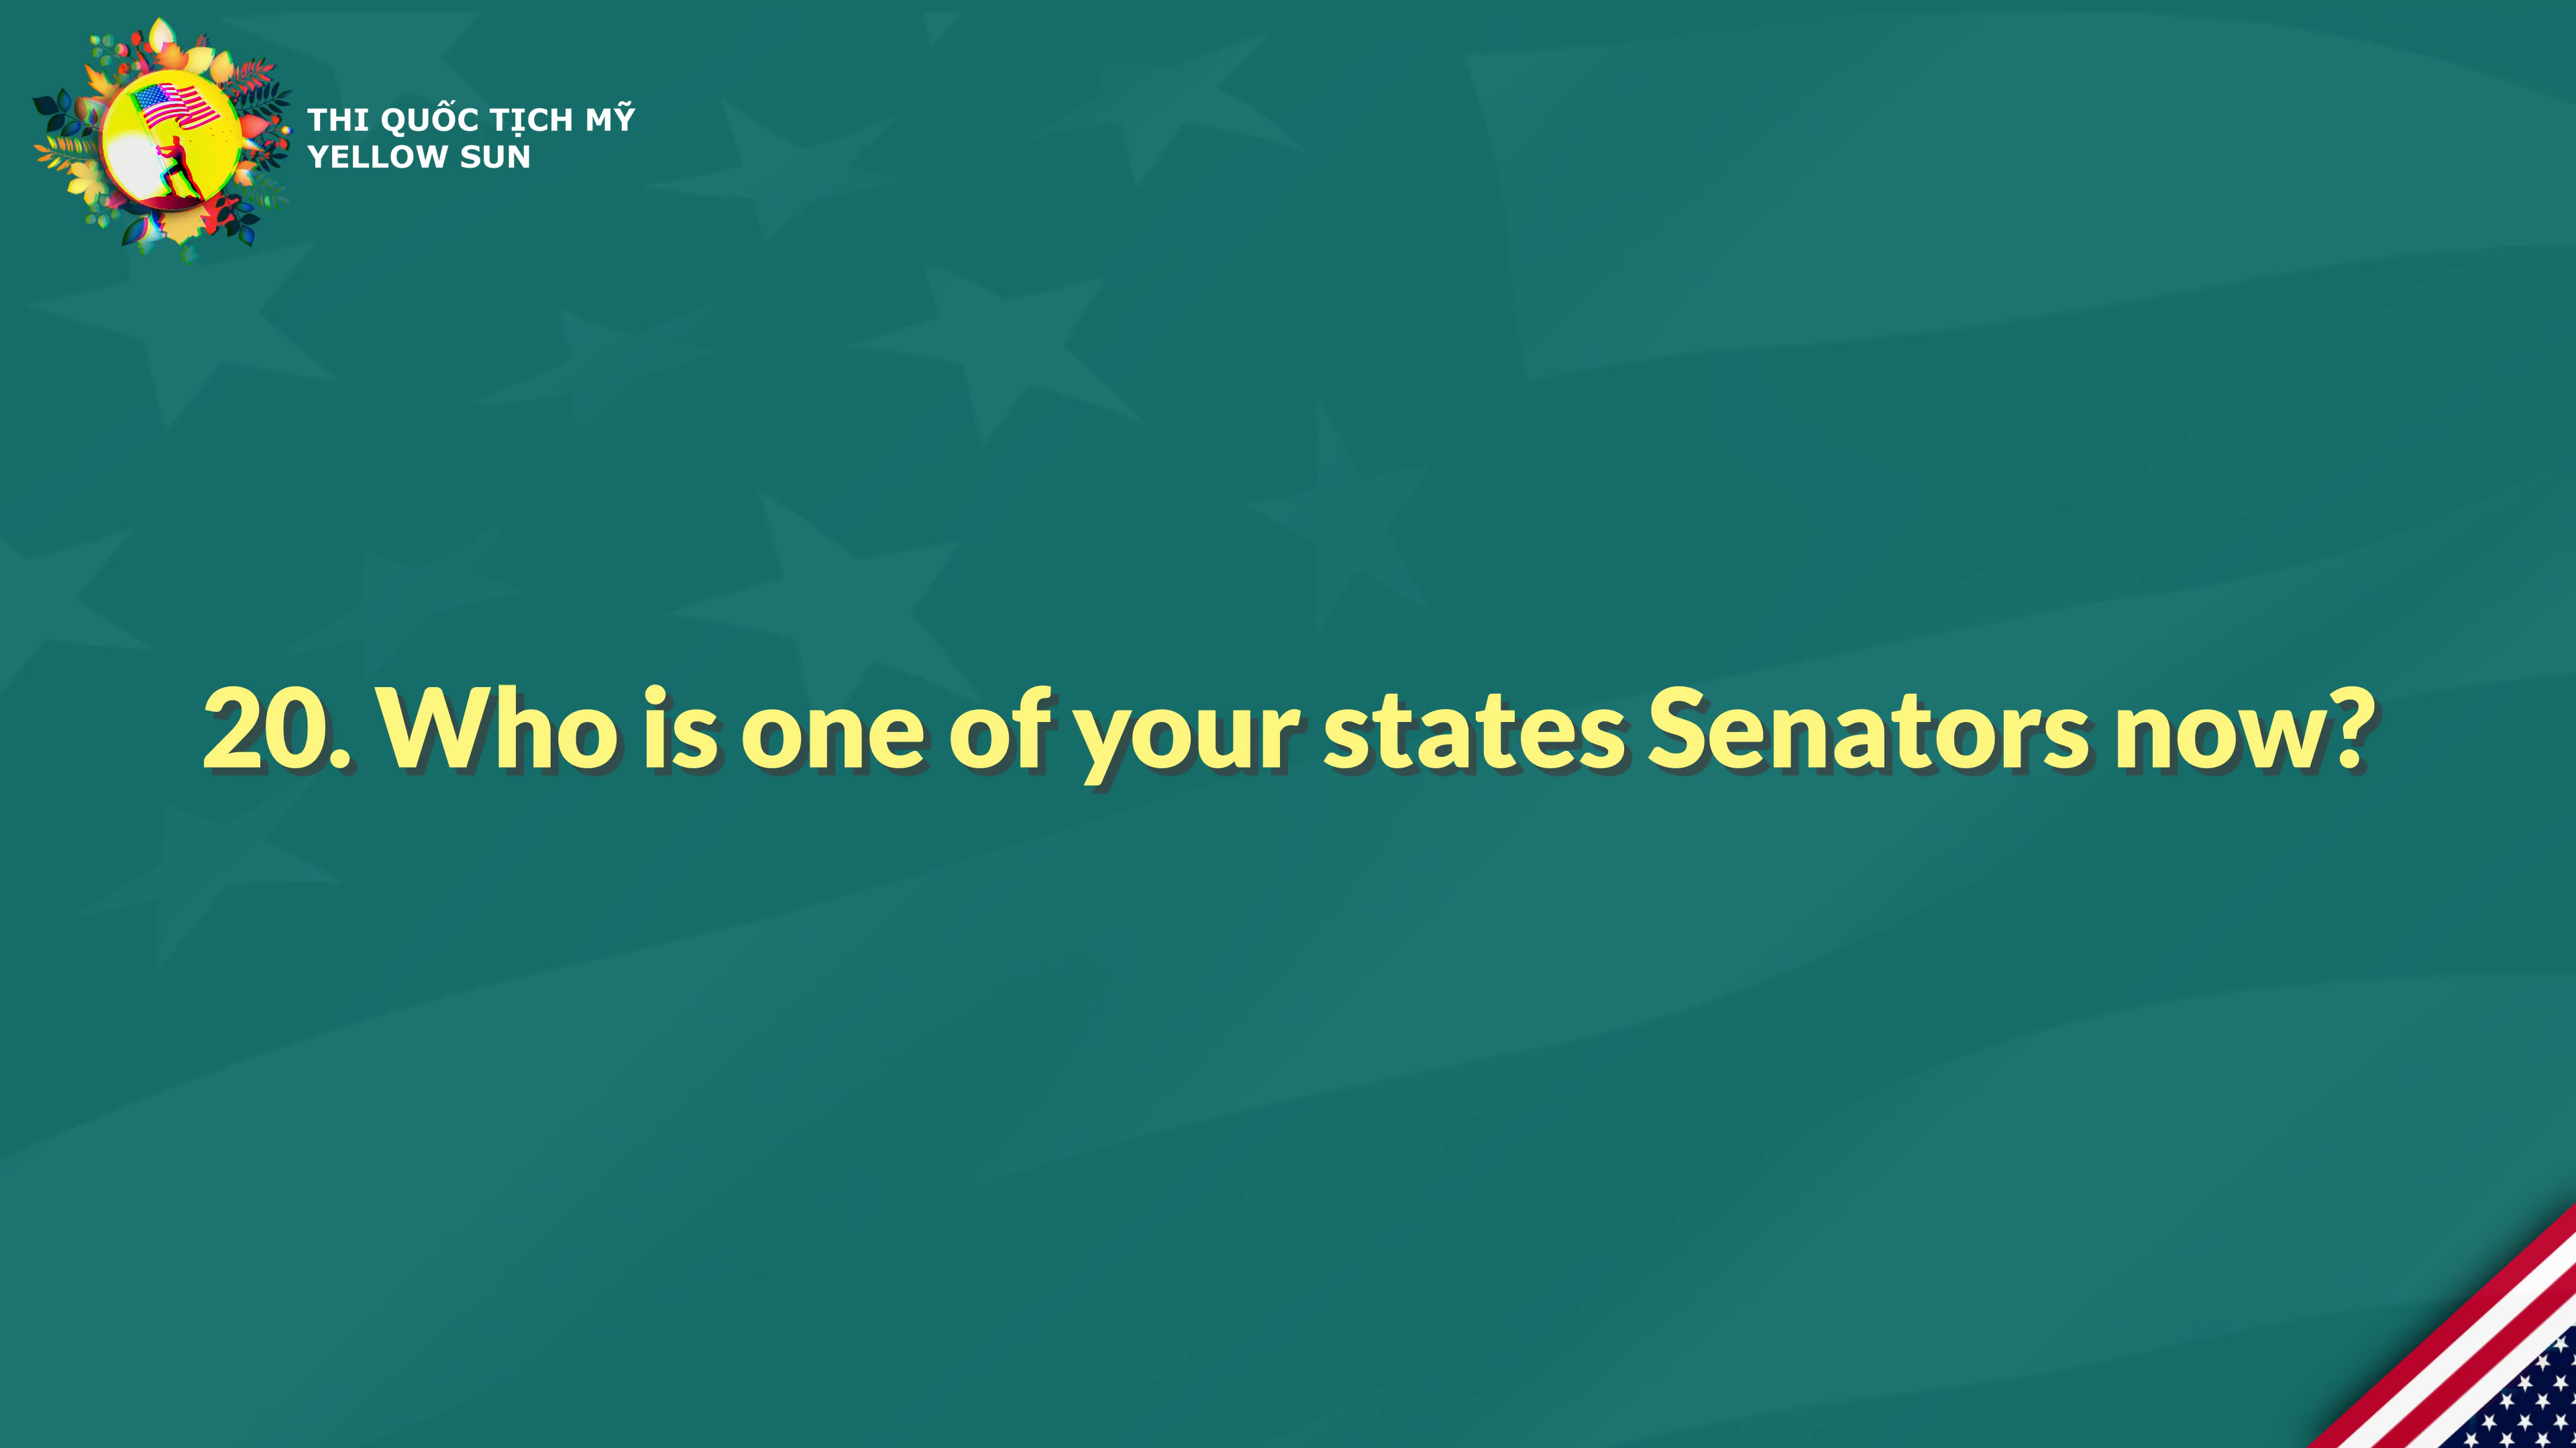 THI QUỐC TỊCH MỸ
YELLOW SUN
20. Who is one of your states Senators now?